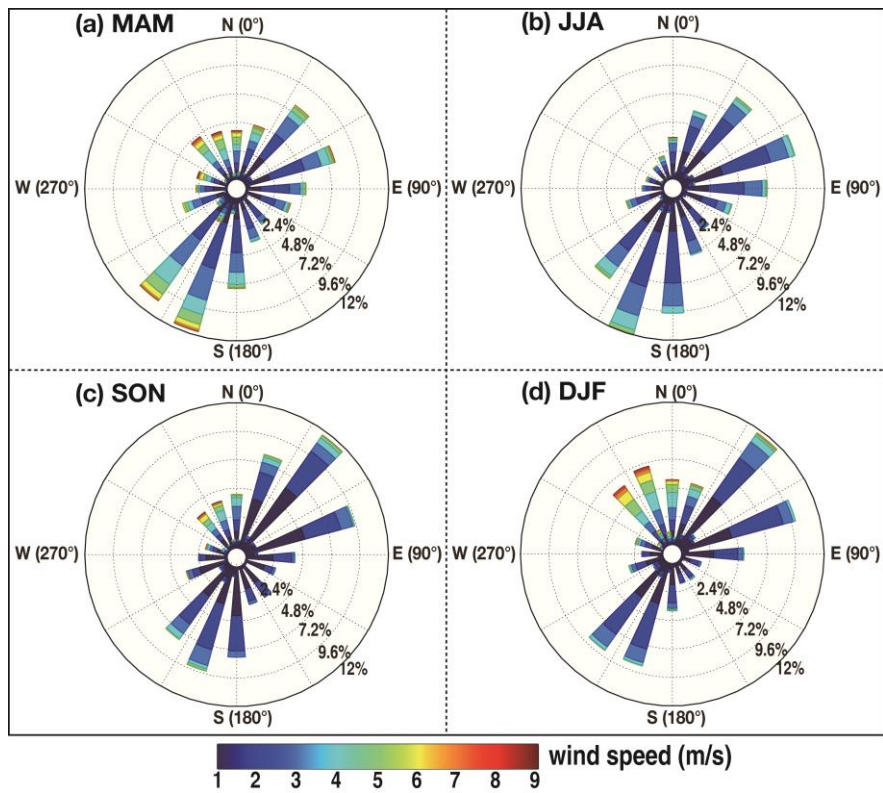 (a) MAM
N (0°)
W (270°)
E (90°)
2.4%
4.8%
7.2%
9.6%
12%
S (180°)
(b) JJA
N (0°)
W (270°)
E (90°)
2.4%
4.8%
7.2%
9.6%
12%
S (180°)
(c) SON
N (0°)
W (270°)
E (90°)
2.4%
4.8%
7.2%
9.6%
12%
S (180°)
(d) DJF
N (0°)
W (270°)
E (90°)
2.4%
4.8%
7.2%
9.6%
12%
S (180°)
wind speed (m/s)
1 2 3 4 5 6 7 8 9